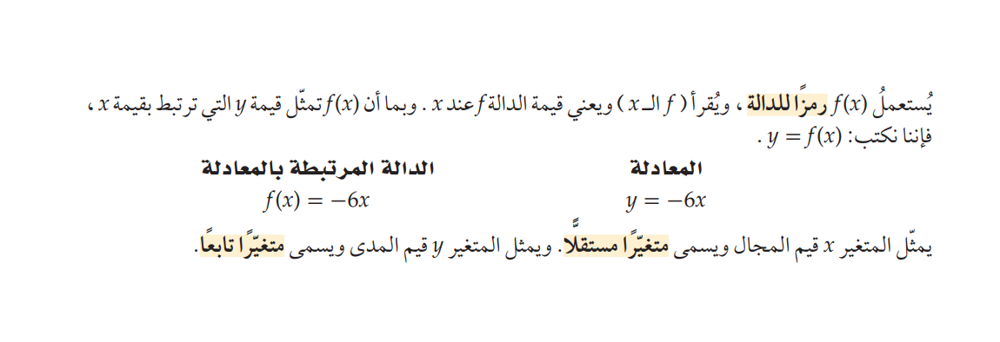 يُستعملُ f(x) رمزًا للدالة ، ويُقرأ ( f الـ x ) ويعني قيمة الدالة f عند x . وبما أن f(x) تمثّل قيمة y التي ترتبط بقيمة x ،
فإننا نكتب: y = f(x) .
المعادلة الدالة المرتبطة بالمعادلة
y = −6x f(x) = −6x
يمثّل المتغير x قيم المجال ويسمى متغيّرًا مستقلًّا. ويمثل المتغير y قيم المدى ويسمى متغيّرًا تابعًا.